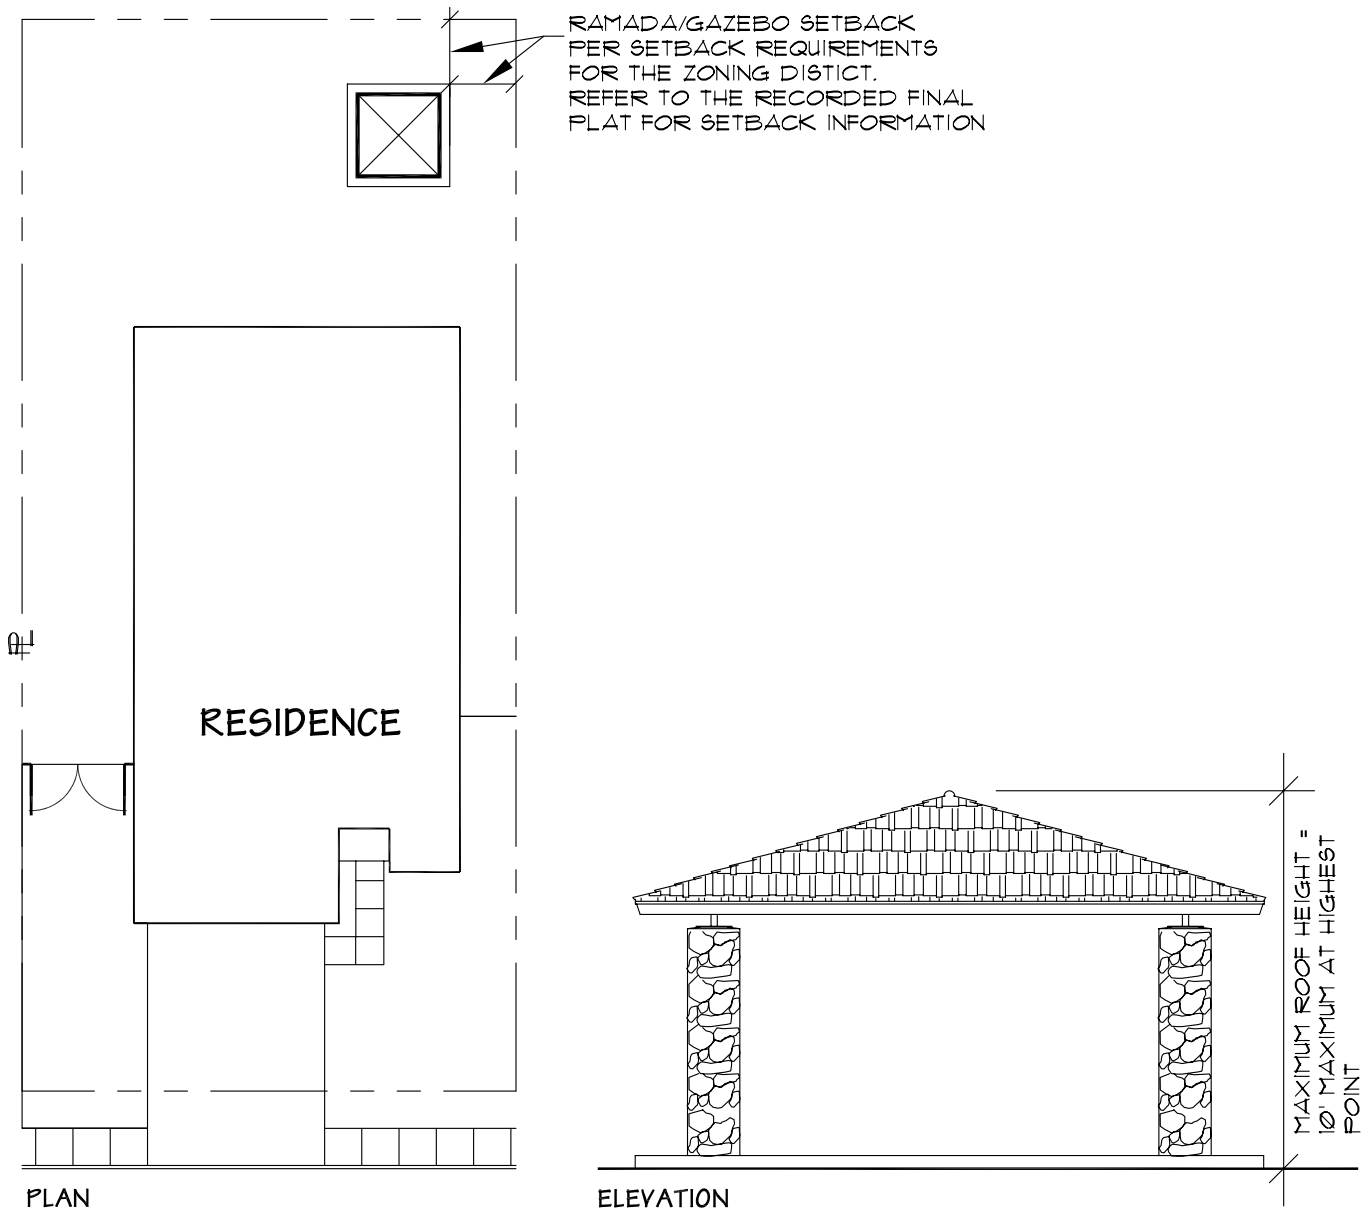 RAMADA/GAZEBO SETBACK
PER SETBACK REQUIREMENTS
FOR THE ZONING DISTICT.
REFER TO THE RECORDED FINAL
PLAT FOR SETBACK INFORMATION
PL
RESIDENCE
MAXIMUM ROOF HEIGHT =
10' MAXIMUM AT HIGHEST
POINT
PLAN
ELEVATION